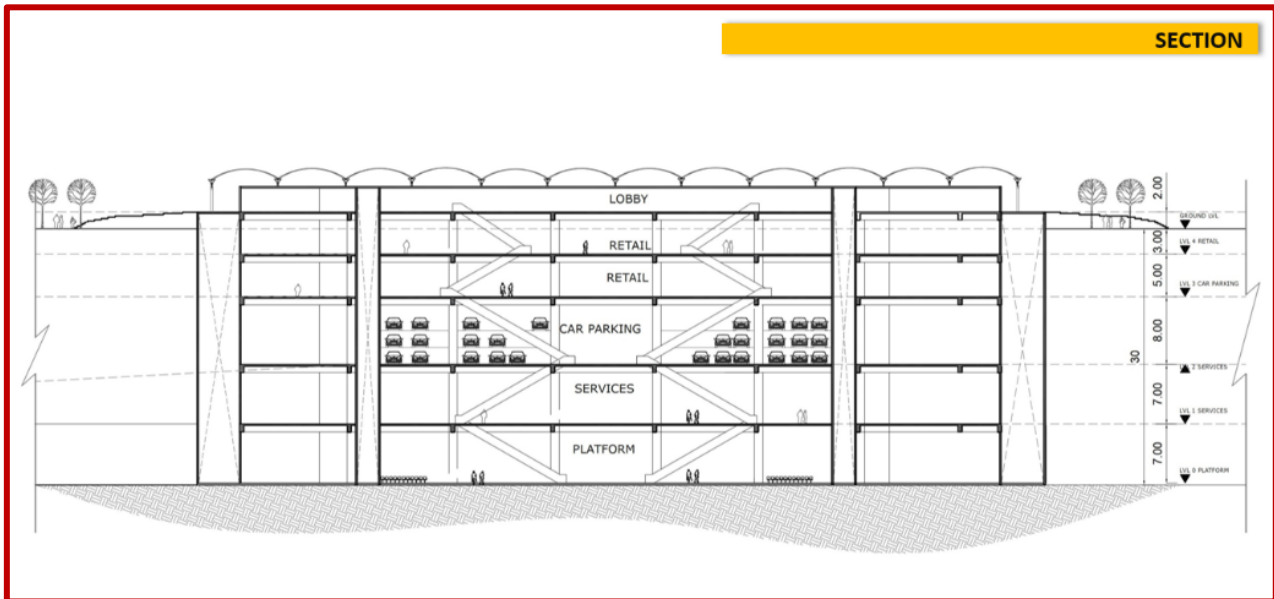 SECTION
LOBBY
RETAIL
RETAIL
CAR PARKING
SERVICES
PLATFORM
2.00
3.00
5.00
8.00
30
7.00
7.00
GROUND LVL
LVL 4 RETAIL
LVL 3 CAR PARKING
2 SERVICES
LVL 1 SERVICES
LVL 0 PLATFORM